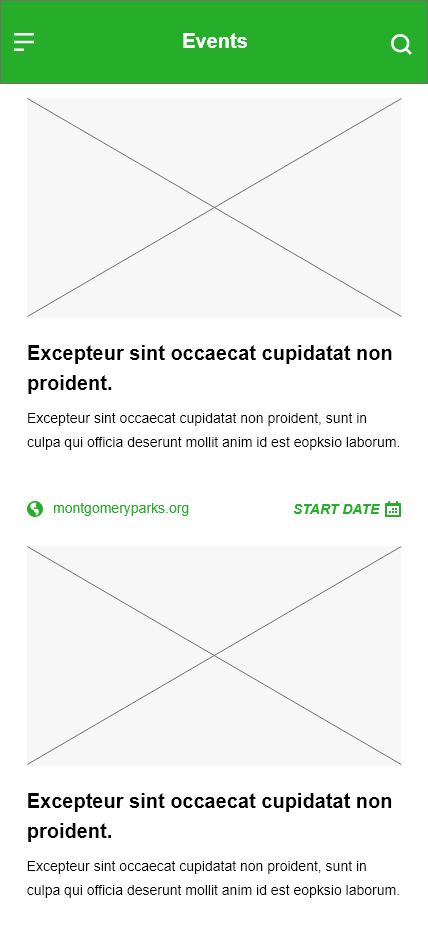 Events
Excepteur sint occaecat cupidatat non
proident.
Excepteur sint occaecat cupidatat non proident, sunt in
culpa qui officia deserunt mollit anim id est eopksio laborum.
montgomeryparks.org START DATE
Excepteur sint occaecat cupidatat non
proident.
Excepteur sint occaecat cupidatat non proident, sunt in
culpa qui officia deserunt mollit anim id est eopksio laborum.